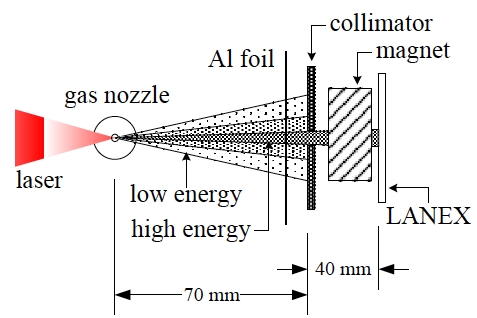 collimator
magnet
Al foil
gas nozzle
laser
low energy
high energy
LANEX
40 mm
70 mm